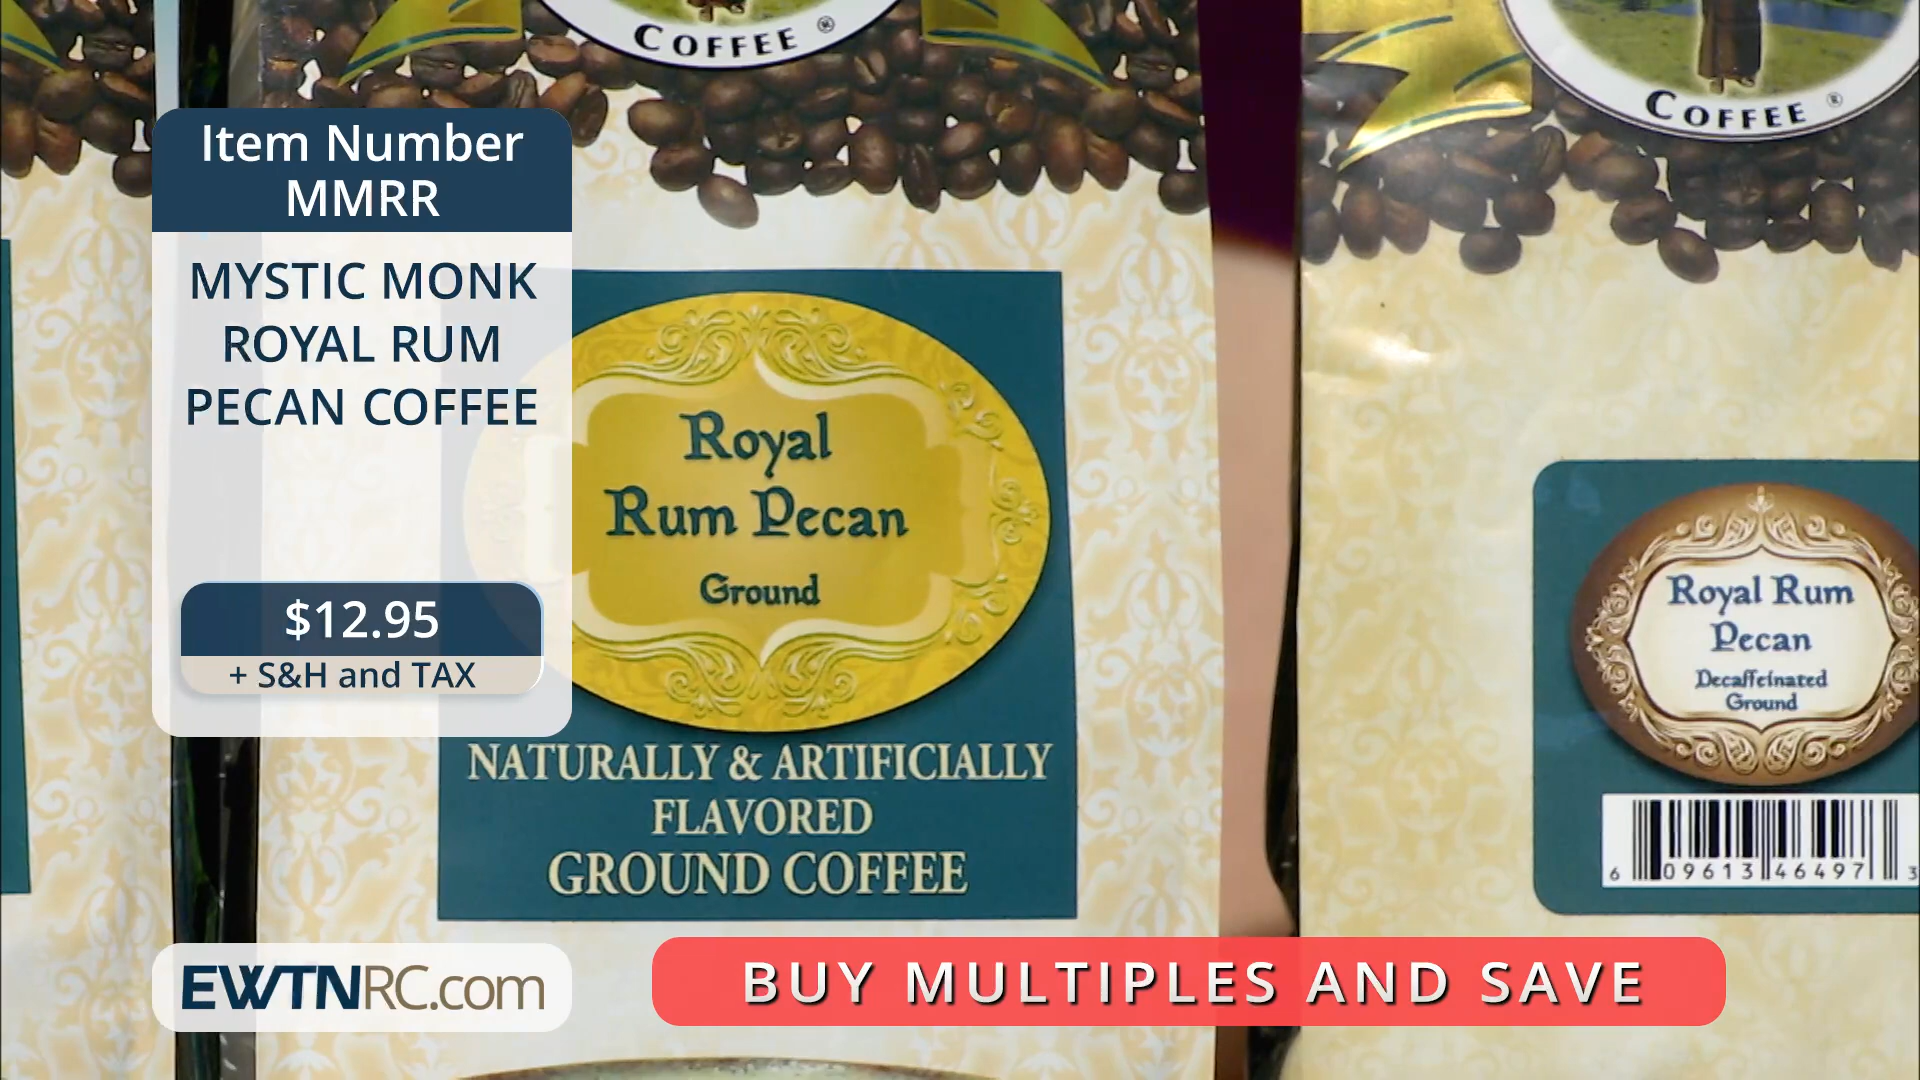 COFFEE ®
COFFEE ®
Item Number
MMRR
MYSTIC MONK
ROYAL RUM
PECAN COFFEE
$12.95
+ S&H and TAX
Royal
Rum Pecan
Ground
NATURALLY & ARTIFICIALLY
FLAVORED
GROUND COFFEE
Royal Rum
Pecan
Decaffeinated
Ground
6 09613 46497 3
EWTNRC.com
BUY MULTIPLES AND SAVE